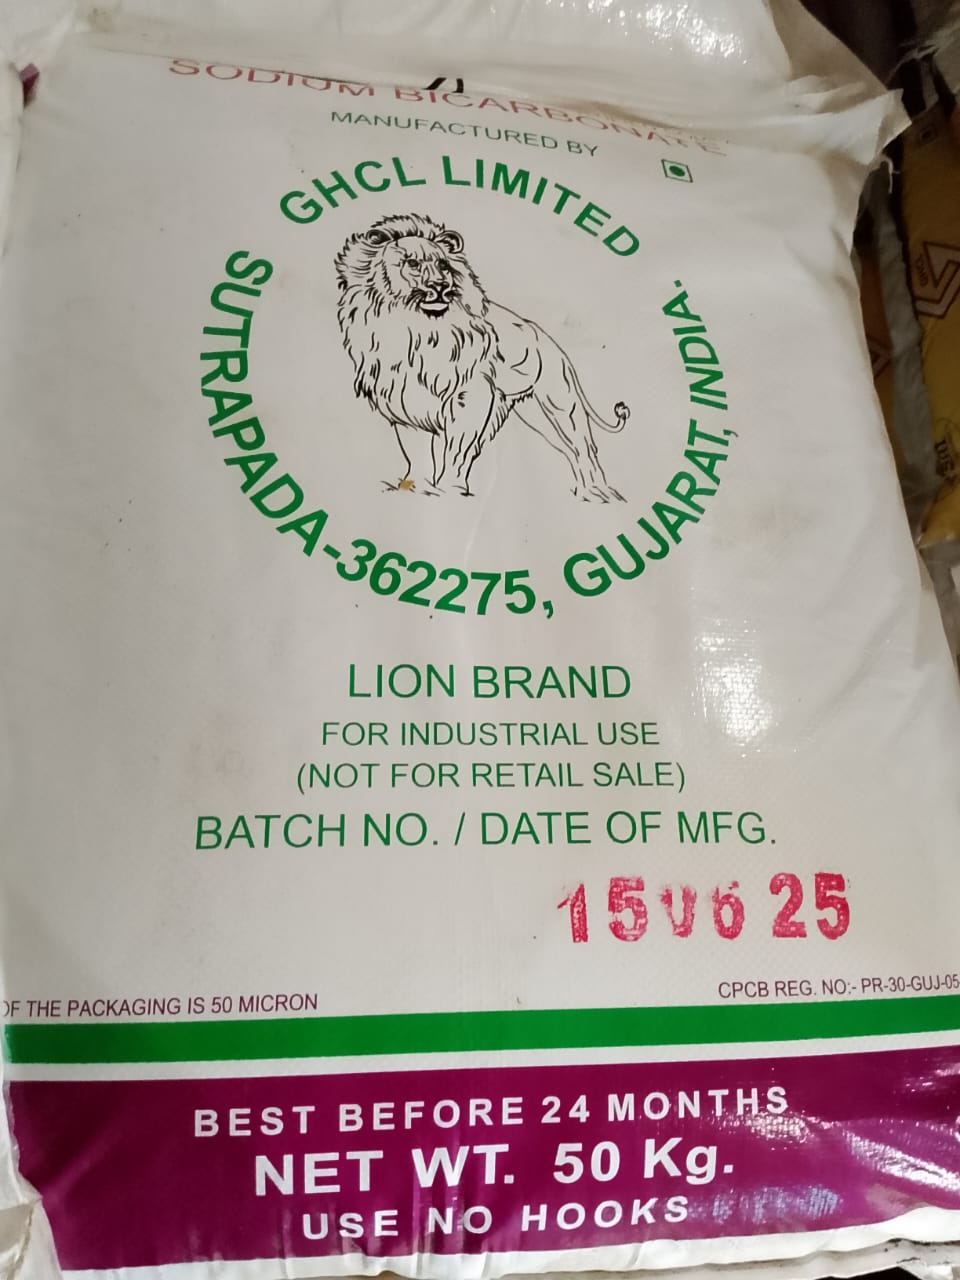 SODIUM BICARBONATE
MANUFACTURED BY
GHCL LIMITED
SUTRAPADA-362275, GUJARAT, INDIA.
LION BRAND
FOR INDUSTRIAL USE
(NOT FOR RETAIL SALE)
BATCH NO. / DATE OF MFG.
150625
OF THE PACKAGING IS 50 MICRON
CPCB REG. NO:- PR-30-GUJ-05
BEST BEFORE 24 MONTHS
NET WT. 50 Kg.
USE NO HOOKS